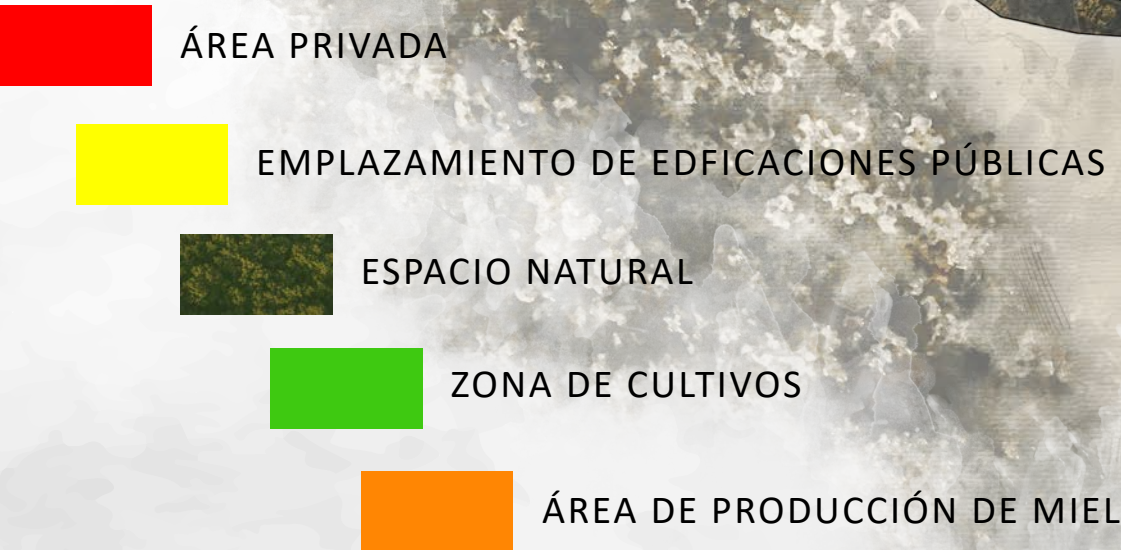 ÁREA PRIVADA
EMPLAZAMIENTO DE EDFICACIONES PÚBLICAS
ESPACIO NATURAL
ZONA DE CULTIVOS
ÁREA DE PRODUCCIÓN DE MIEL